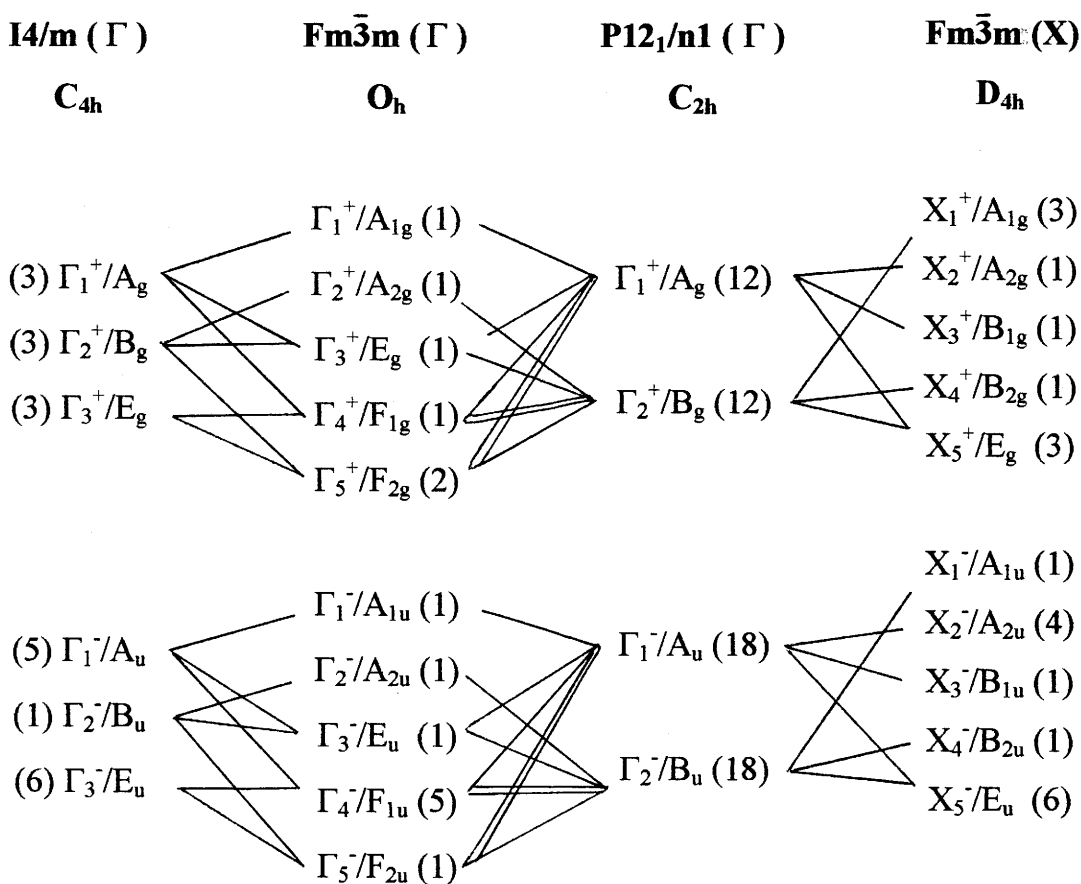 I4/m ( Γ ) Fm3̄m ( Γ ) P12₁/n1 ( Γ ) Fm3̄m (X)
C₄ₕ Oₕ C₂ₕ D₄ₕ
X₁⁺/A₁g (3)
Γ₁⁺/A₁g (1)
(3) Γ₁⁺/Ag Γ₂⁺/A₂g (1) Γ₁⁺/Ag (12) X₂⁺/A₂g (1)
(3) Γ₂⁺/Bg Γ₃⁺/Eg (1) X₃⁺/B₁g (1)
(3) Γ₃⁺/Eg Γ₄⁺/F₁g (1) Γ₂⁺/Bg (12) X₄⁺/B₂g (1)
Γ₅⁺/F₂g (2) X₅⁺/Eg (3)
X₁⁻/A₁u (1)
Γ₁⁻/A₁u (1)
(5) Γ₁⁻/Au Γ₂⁻/A₂u (1) Γ₁⁻/Au (18) X₂⁻/A₂u (4)
(1) Γ₂⁻/Bu Γ₃⁻/Eu (1) X₃⁻/B₁u (1)
(6) Γ₃⁻/Eu Γ₄⁻/F₁u (5) Γ₂⁻/Bu (18) X₄⁻/B₂u (1)
Γ₅⁻/F₂u (1) X₅⁻/Eu (6)